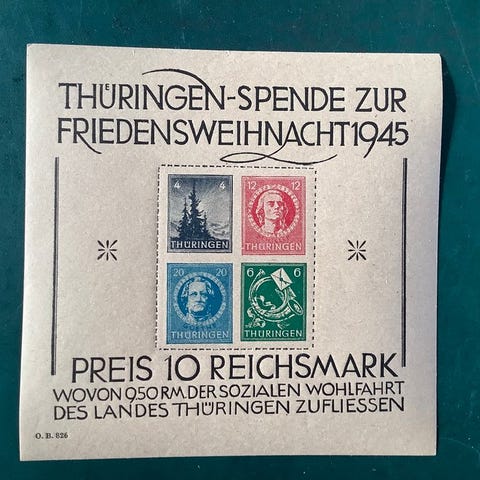 THÜRINGEN-SPENDE ZUR
FRIEDENSWEIHNACHT 1945
4 4
THÜRINGEN
12 12
THÜRINGEN
20 20
THÜRINGEN
6 6
THÜRINGEN
PREIS 10 REICHSMARK
WOVON 9.50 RM. DER SOZIALEN WOHLFAHRT
DES LANDES THÜRINGEN ZUFLIESSEN
O. B. 826